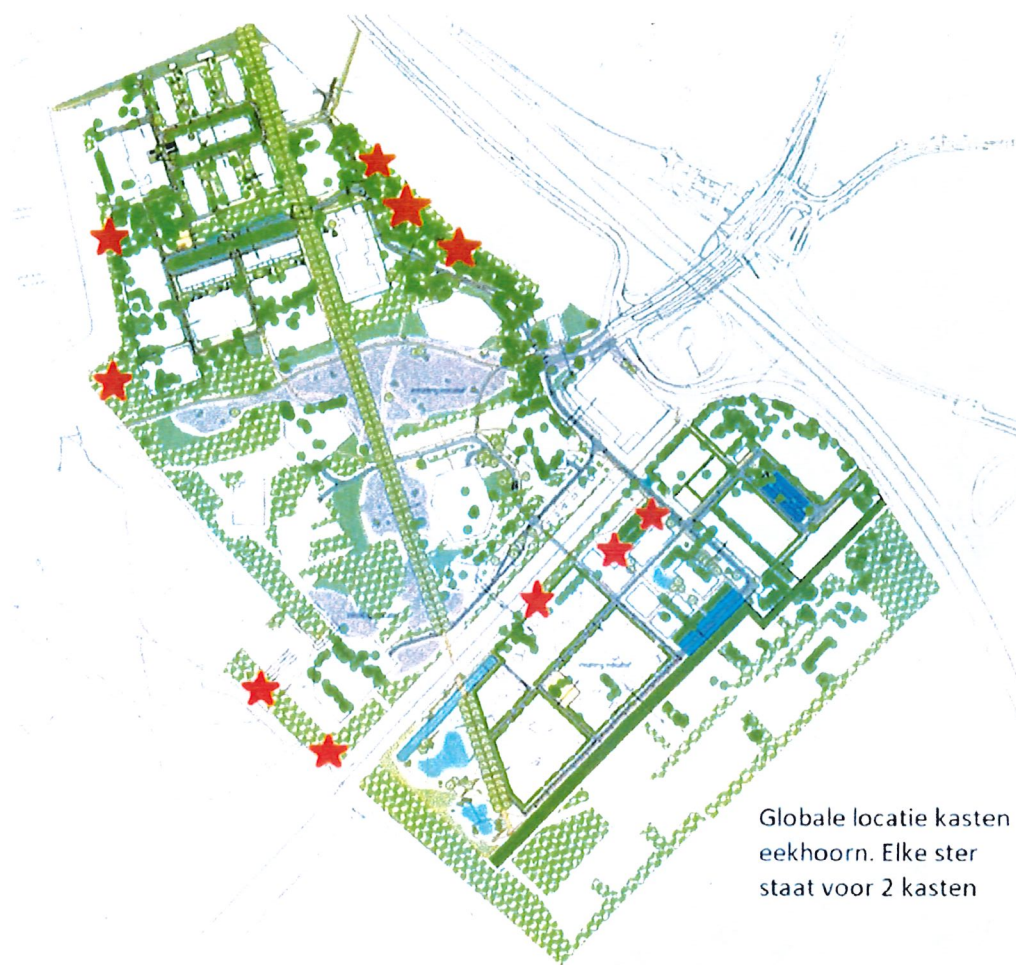 Globale locatie kasten
eekhoorn. Elke ster
staat voor 2 kasten